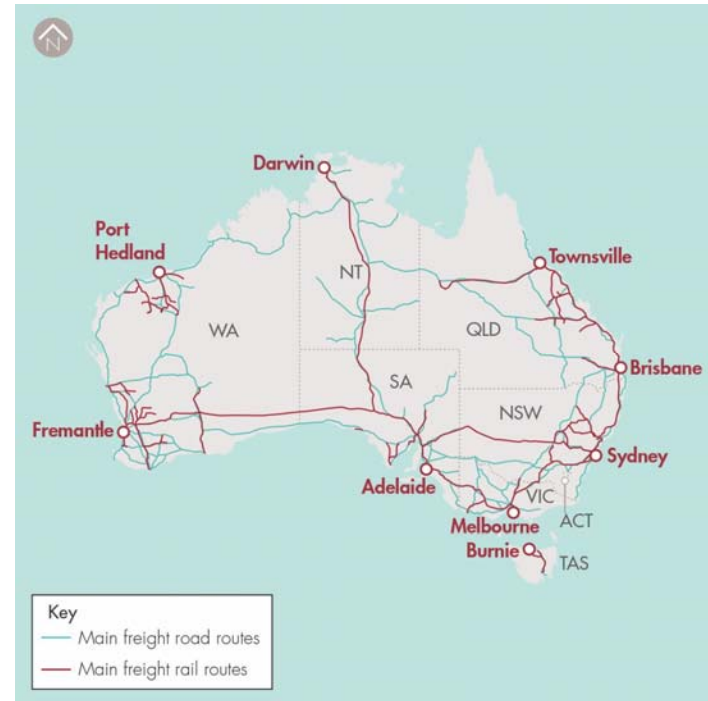 N
Darwin
Port
Hedland
Townsville
NT
WA
QLD
SA
Brisbane
NSW
Fremantle
Sydney
Adelaide
VIC
Melbourne
ACT
Burnie
TAS
Key
Main freight road routes
Main freight rail routes